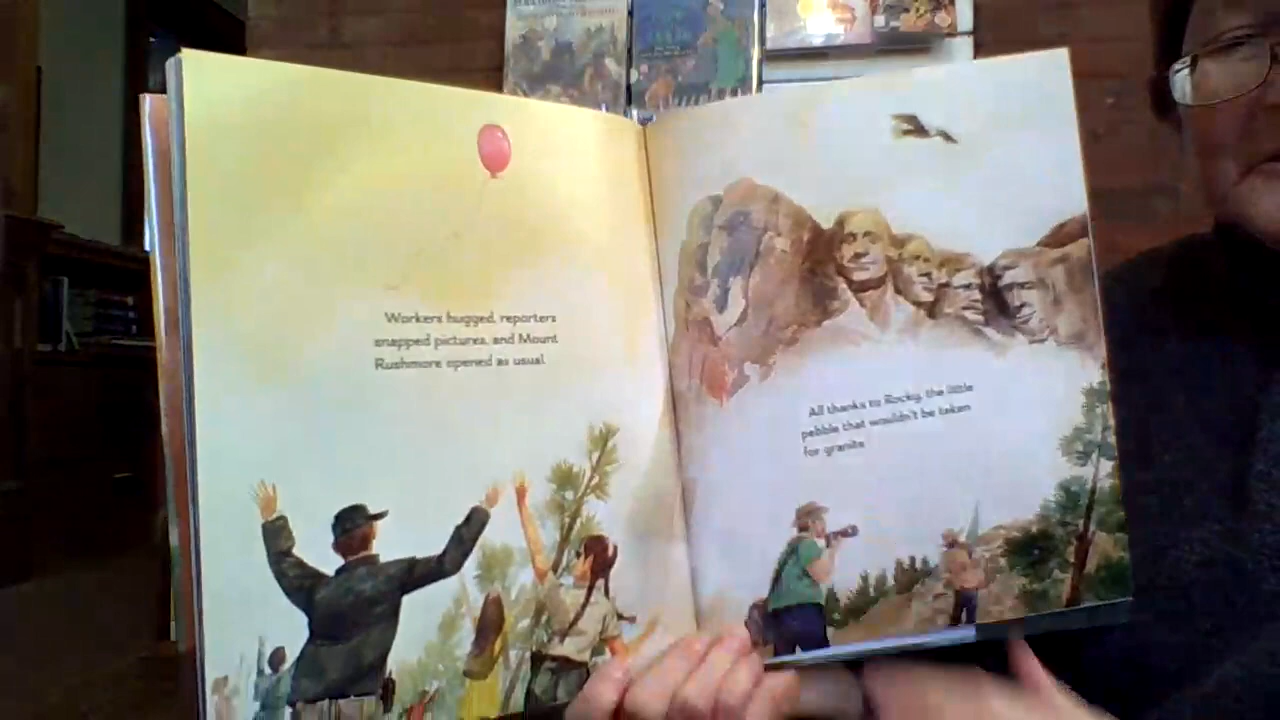 Workers hugged, reporters
snapped pictures, and Mount
Rushmore opened as usual.
All thanks to Rocky, the little
pebble that wouldn't be taken
for granite.